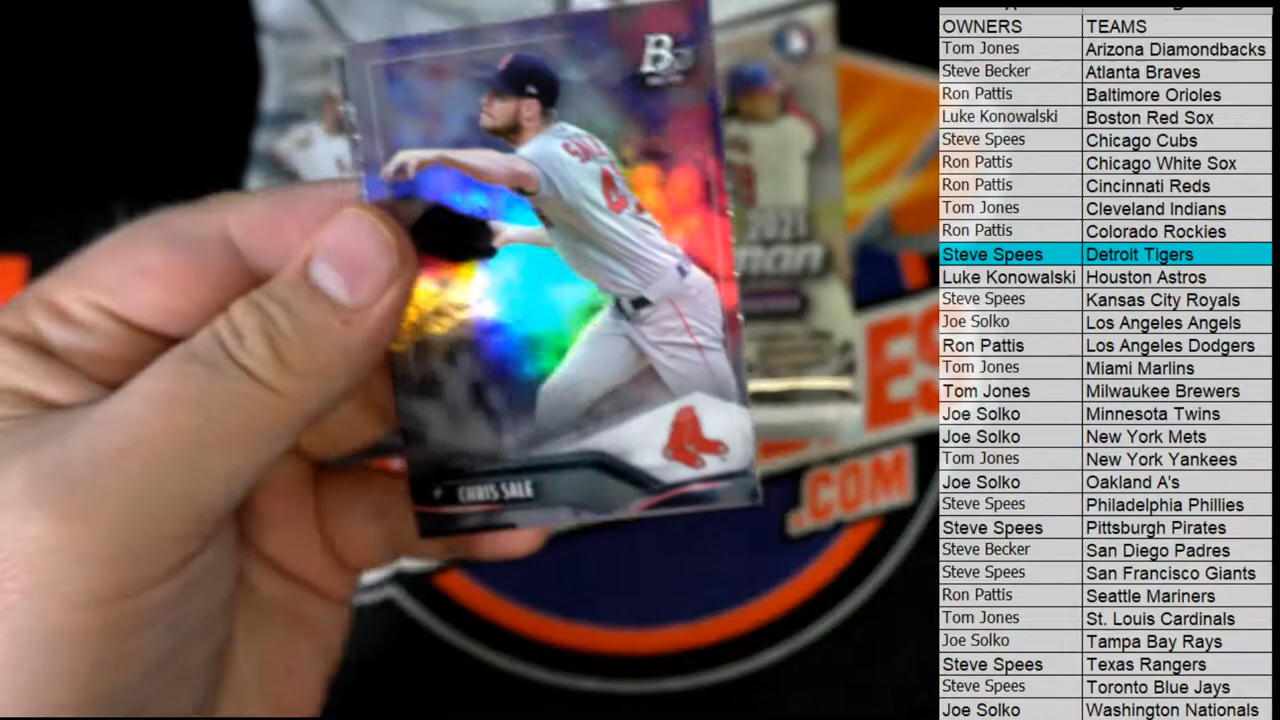 B
SALE
4
2021
man
CHRIS SALE
ES
.COM
OWNERS TEAMS
Tom Jones Arizona Diamondbacks
Steve Becker Atlanta Braves
Ron Pattis Baltimore Orioles
Luke Konowalski Boston Red Sox
Steve Spees Chicago Cubs
Ron Pattis Chicago White Sox
Ron Pattis Cincinnati Reds
Tom Jones Cleveland Indians
Ron Pattis Colorado Rockies
Steve Spees Detroit Tigers
Luke Konowalski Houston Astros
Steve Spees Kansas City Royals
Joe Solko Los Angeles Angels
Ron Pattis Los Angeles Dodgers
Tom Jones Miami Marlins
Tom Jones Milwaukee Brewers
Joe Solko Minnesota Twins
Joe Solko New York Mets
Tom Jones New York Yankees
Joe Solko Oakland A's
Steve Spees Philadelphia Phillies
Steve Spees Pittsburgh Pirates
Steve Becker San Diego Padres
Steve Spees San Francisco Giants
Ron Pattis Seattle Mariners
Tom Jones St. Louis Cardinals
Joe Solko Tampa Bay Rays
Steve Spees Texas Rangers
Steve Spees Toronto Blue Jays
Joe Solko Washington Nationals